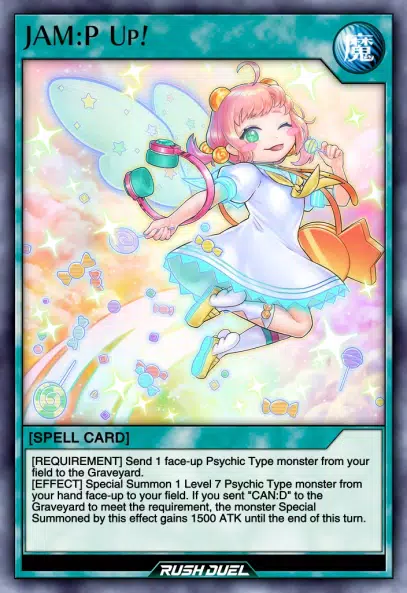 JAM:P Up!
魔
[SPELL CARD]
[REQUIREMENT] Send 1 face-up Psychic Type monster from your
field to the Graveyard.
[EFFECT] Special Summon 1 Level 7 Psychic Type monster from
your hand face-up to your field. If you sent "CAN:D" to the
Graveyard to meet the requirement, the monster Special
Summoned by this effect gains 1500 ATK until the end of this turn.
RUSH DUEL